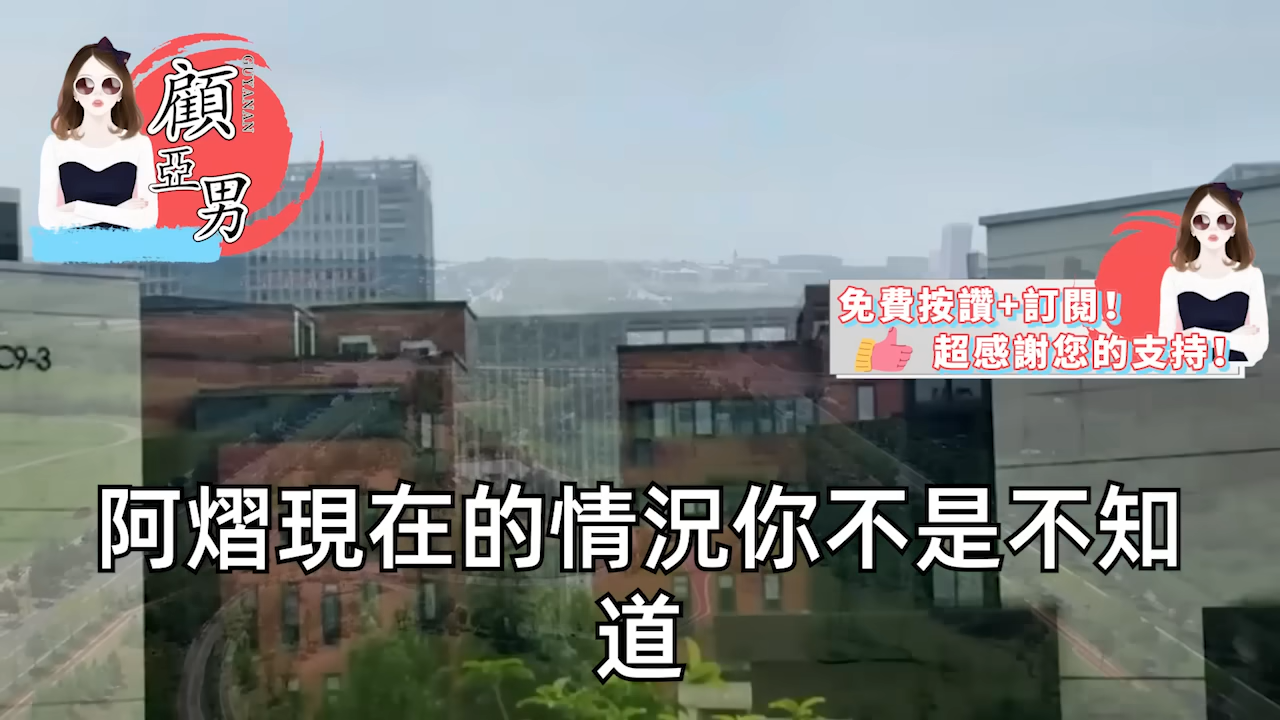 顧亞男
GUYANAN
免費按讚+訂閱!
超感謝您的支持!
C9-3
阿熠現在的情況你不是不知
道